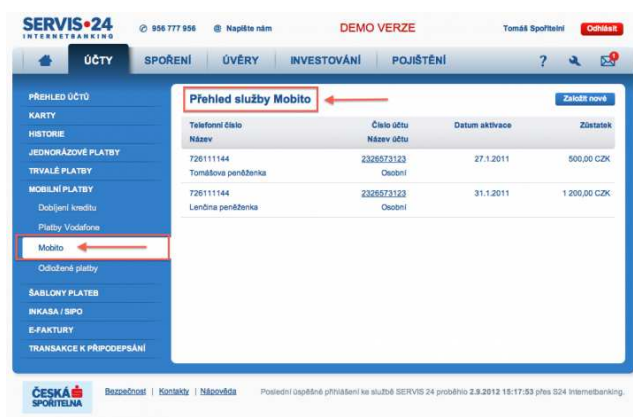 SERVIS•24
INTERNETBANKING
956 777 956
@ Napište nám
DEMO VERZE
Tomáš Spořitelní
Odhlásit
ÚČTY
SPOŘENÍ
ÚVĚRY
INVESTOVÁNÍ
POJIŠTĚNÍ
?
PŘEHLED ÚČTŮ
KARTY
HISTORIE
JEDNORÁZOVÉ PLATBY
TRVALÉ PLATBY
MOBILNÍ PLATBY
Dobíjení kreditu
Platby Vodafone
Mobito
Odložené platby
ŠABLONY PLATEB
INKASA / SIPO
E-FAKTURY
TRANSAKCE K PŘIPODEPSÁNÍ
Přehled služby Mobito
Založit nové
Telefonní číslo Číslo účtu Datum aktivace Zůstatek
Název Název účtu
726111144 2326573123 27.1.2011 500,00 CZK
Tomášova peněženka Osobní
726111144 2326573123 31.1.2011 1 200,00 CZK
Lenčina peněženka Osobní
ČESKÁ
SPOŘITELNA
Bezpečnost | Kontakty | Nápověda
Poslední úspěšné přihlášení ke službě SERVIS 24 proběhlo 2.9.2012 15:17:53 přes S24 Internetbanking.